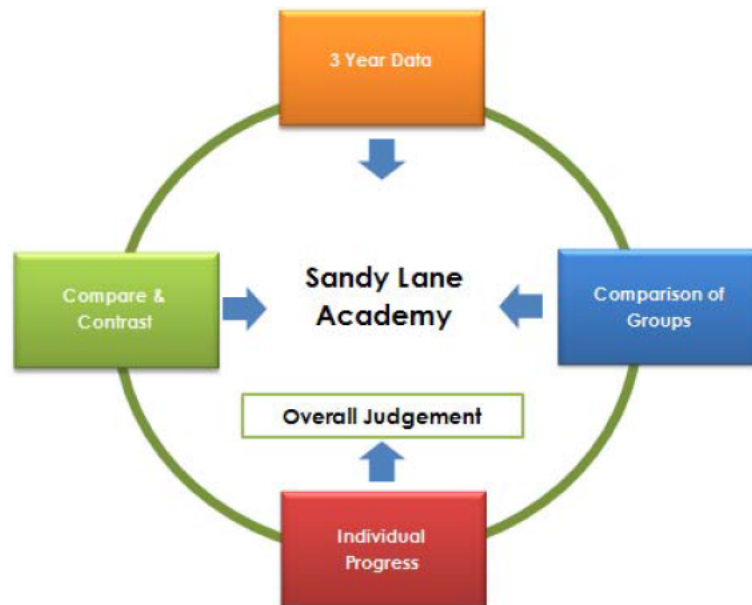 3 Year Data
Compare &
Contrast
Sandy Lane
Academy
Comparison of
Groups
Overall Judgement
Individual
Progress